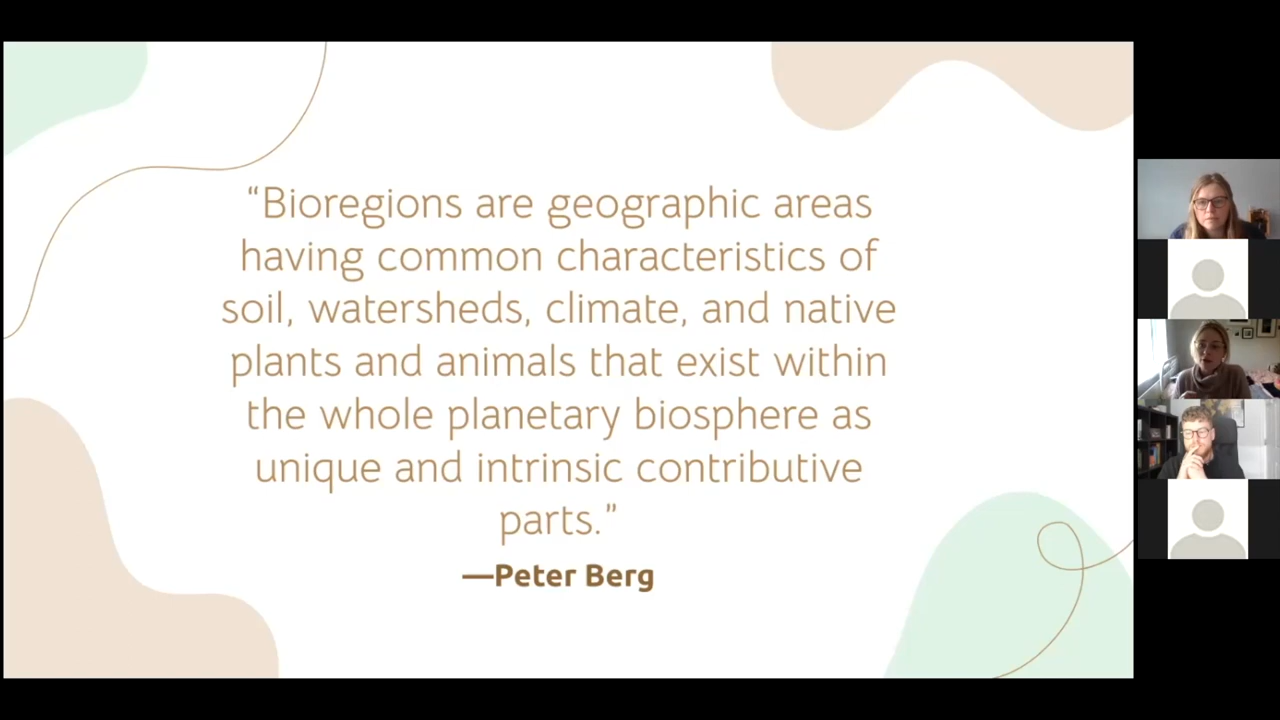 “Bioregions are geographic areas
having common characteristics of
soil, watersheds, climate, and native
plants and animals that exist within
the whole planetary biosphere as
unique and intrinsic contributive
parts.”
—Peter Berg